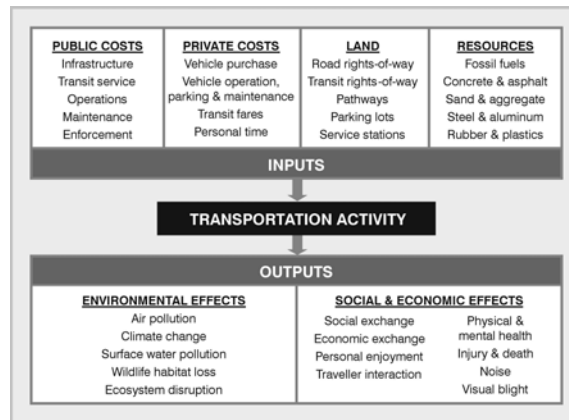 PUBLIC COSTS
Infrastructure
Transit service
Operations
Maintenance
Enforcement
PRIVATE COSTS
Vehicle purchase
Vehicle operation,
parking & maintenance
Transit fares
Personal time
LAND
Road rights-of-way
Transit rights-of-way
Pathways
Parking lots
Service stations
RESOURCES
Fossil fuels
Concrete & asphalt
Sand & aggregate
Steel & aluminum
Rubber & plastics
INPUTS
TRANSPORTATION ACTIVITY
OUTPUTS
ENVIRONMENTAL EFFECTS
Air pollution
Climate change
Surface water pollution
Wildlife habitat loss
Ecosystem disruption
SOCIAL & ECONOMIC EFFECTS
Social exchange
Economic exchange
Personal enjoyment
Traveller interaction
Physical &
mental health
Injury & death
Noise
Visual blight